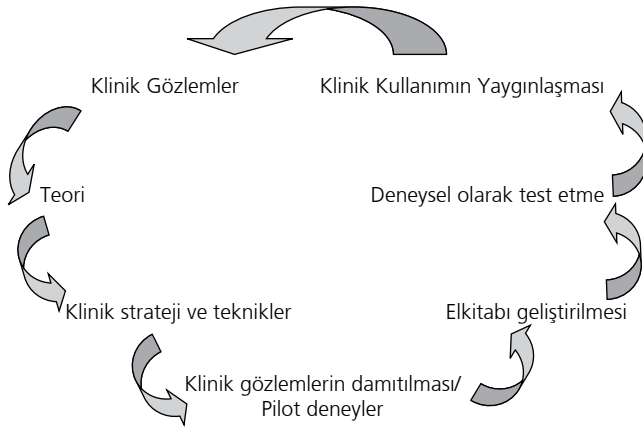 Klinik Gözlemler
Klinik Kullanımın Yaygınlaşması
Teori
Deneysel olarak test etme
Klinik strateji ve teknikler
Elkitabı geliştirilmesi
Klinik gözlemlerin damıtılması/
Pilot deneyler